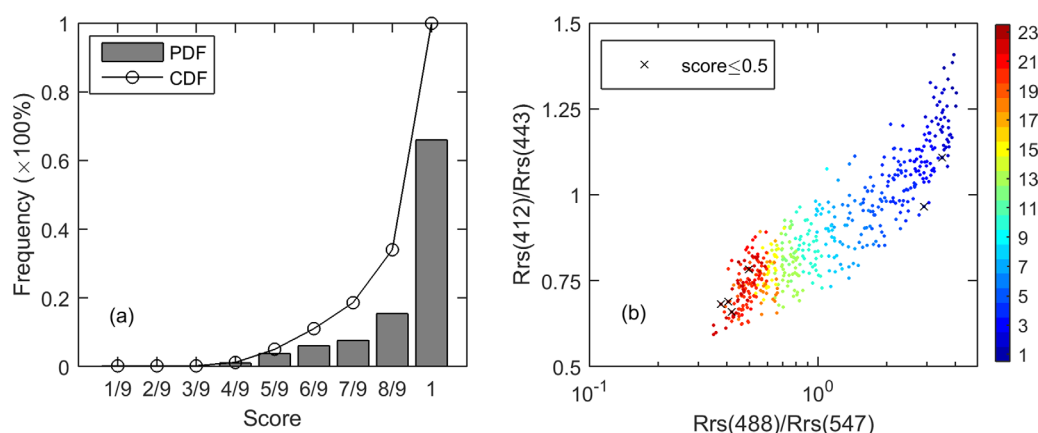 PDF
CDF
1
0.8
0.6
0.4
0.2
0
Frequency (×100%)
(a)
1/9 2/9 3/9 4/9 5/9 6/9 7/9 8/9 1
Score
score≤0.5
1.5
1.25
1
0.75
0.5
Rrs(412)/Rrs(443)
(b)
10⁻¹ 10⁰
Rrs(488)/Rrs(547)
23
21
19
17
15
13
11
9
7
5
3
1